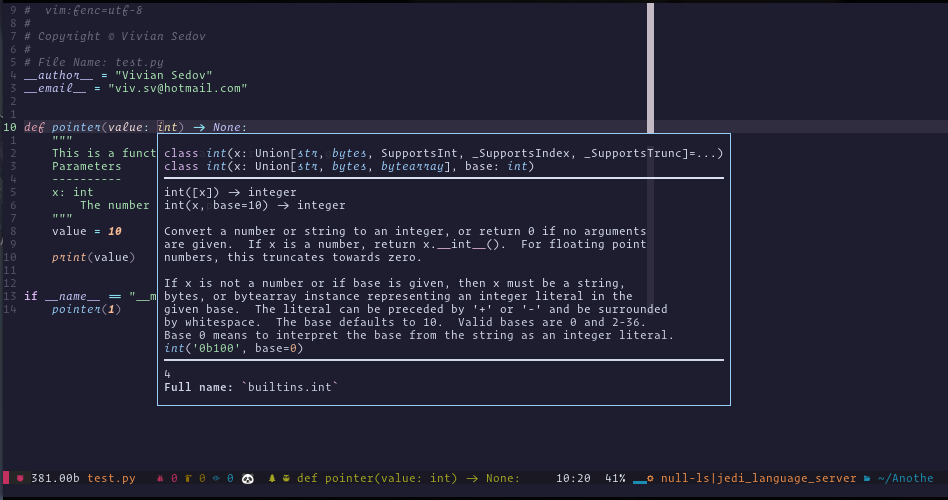 9 #  vim:fenc=utf-8
8 #
7 # Copyright © Vivian Sedov
6 #
5 # File Name: test.py
4 __author__ = "Vivian Sedov"
3 __email__ = "viv.sv@hotmail.com"
2
1
10 def pointer(value: int) -> None:
1     """
2     This is a funct
3     Parameters
4     ----------
5     x: int
6         The number
7     """
8     value = 10
9
10     print(value)
11
12
13 if __name__ == "__m
14     pointer(1)
class int(x: Union[str, bytes, SupportsInt, _SupportsIndex, _SupportsTrunc]=...)
class int(x: Union[str, bytes, bytearray], base: int)
int([x]) -> integer
int(x, base=10) -> integer
Convert a number or string to an integer, or return 0 if no arguments
are given.  If x is a number, return x.__int__().  For floating point
numbers, this truncates towards zero.
If x is not a number or if base is given, then x must be a string,
bytes, or bytearray instance representing an integer literal in the
given base.  The literal can be preceded by '+' or '-' and be surrounded
by whitespace.  The base defaults to 10.  Valid bases are 0 and 2-36.
Base 0 means to interpret the base from the string as an integer literal.
int('0b100', base=0)
4
Full name: `builtins.int`
381.00b test.py 0 0 0 def pointer(value: int) -> None: 10:20 41% null-ls|jedi_language_server ~/Anothe